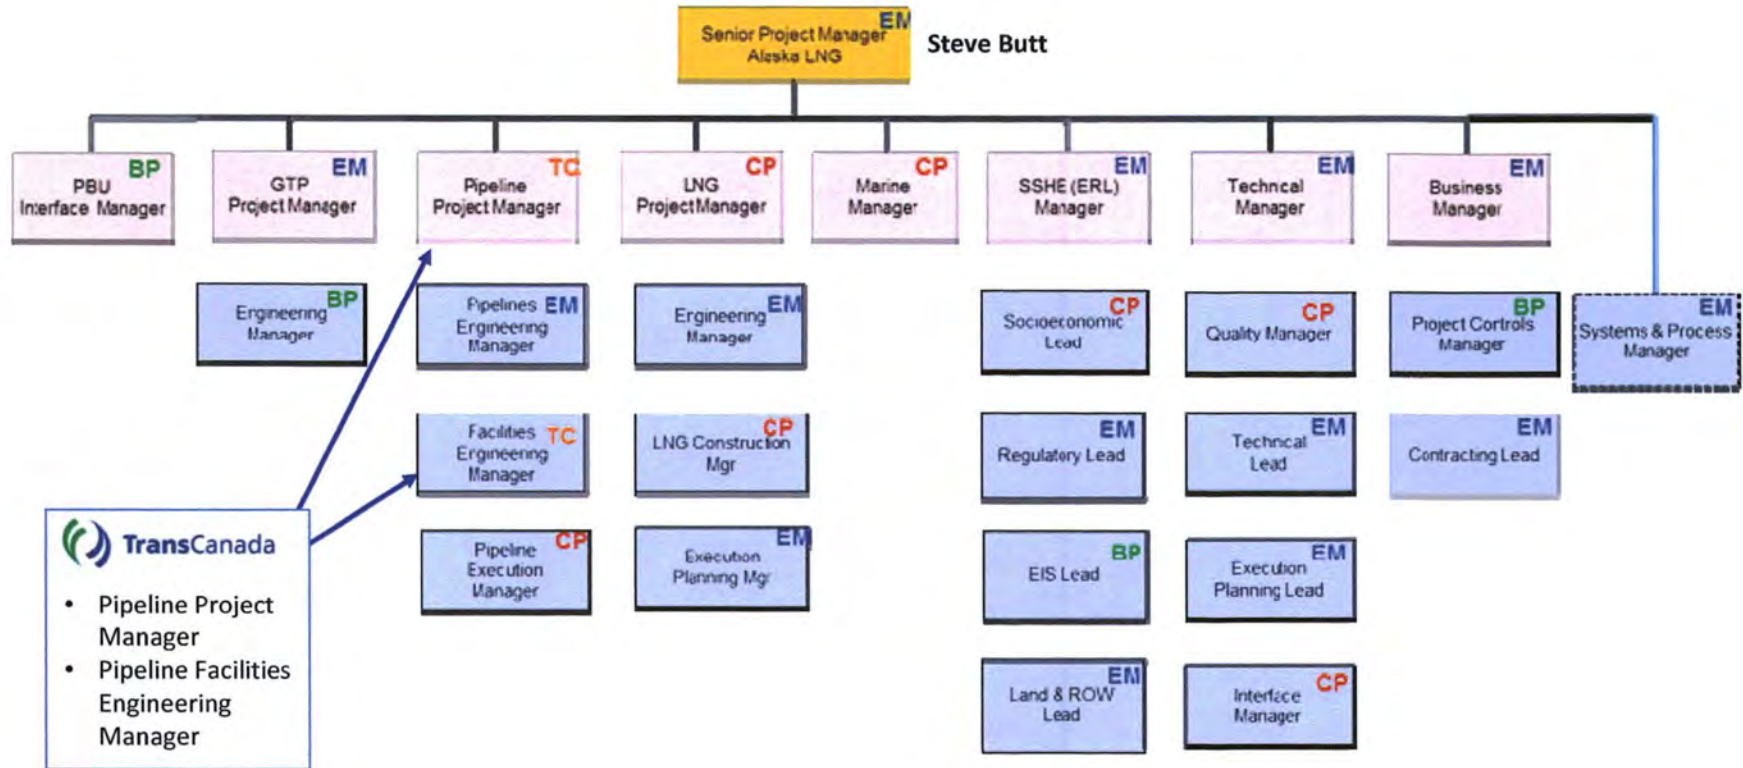 EM
Senior Project Manager
Alaska LNG
Steve Butt
BP
PBU
Interface Manager
EM
GTP
Project Manager
TC
Pipeline
Project Manager
CP
LNG
Project Manager
CP
Marine
Manager
EM
SSHE (ERL)
Manager
EM
Technical
Manager
EM
Business
Manager
BP
Engineering
Manager
Pipelines EM
Engineering
Manager
EM
Engineering
Manager
CP
Socioeconomic
Lead
CP
Quality Manager
BP
Project Controls
Manager
EM
Systems & Process
Manager
Facilities TC
Engineering
Manager
CP
LNG Construction
Mgr
EM
Regulatory Lead
EM
Technical
Lead
EM
Contracting Lead
CP
Pipeline
Execution
Manager
EM
Execution
Planning Mgr
BP
EIS Lead
EM
Execution
Planning Lead
EM
Land & ROW
Lead
CP
Interface
Manager
TransCanada
• Pipeline Project
Manager
• Pipeline Facilities
Engineering
Manager